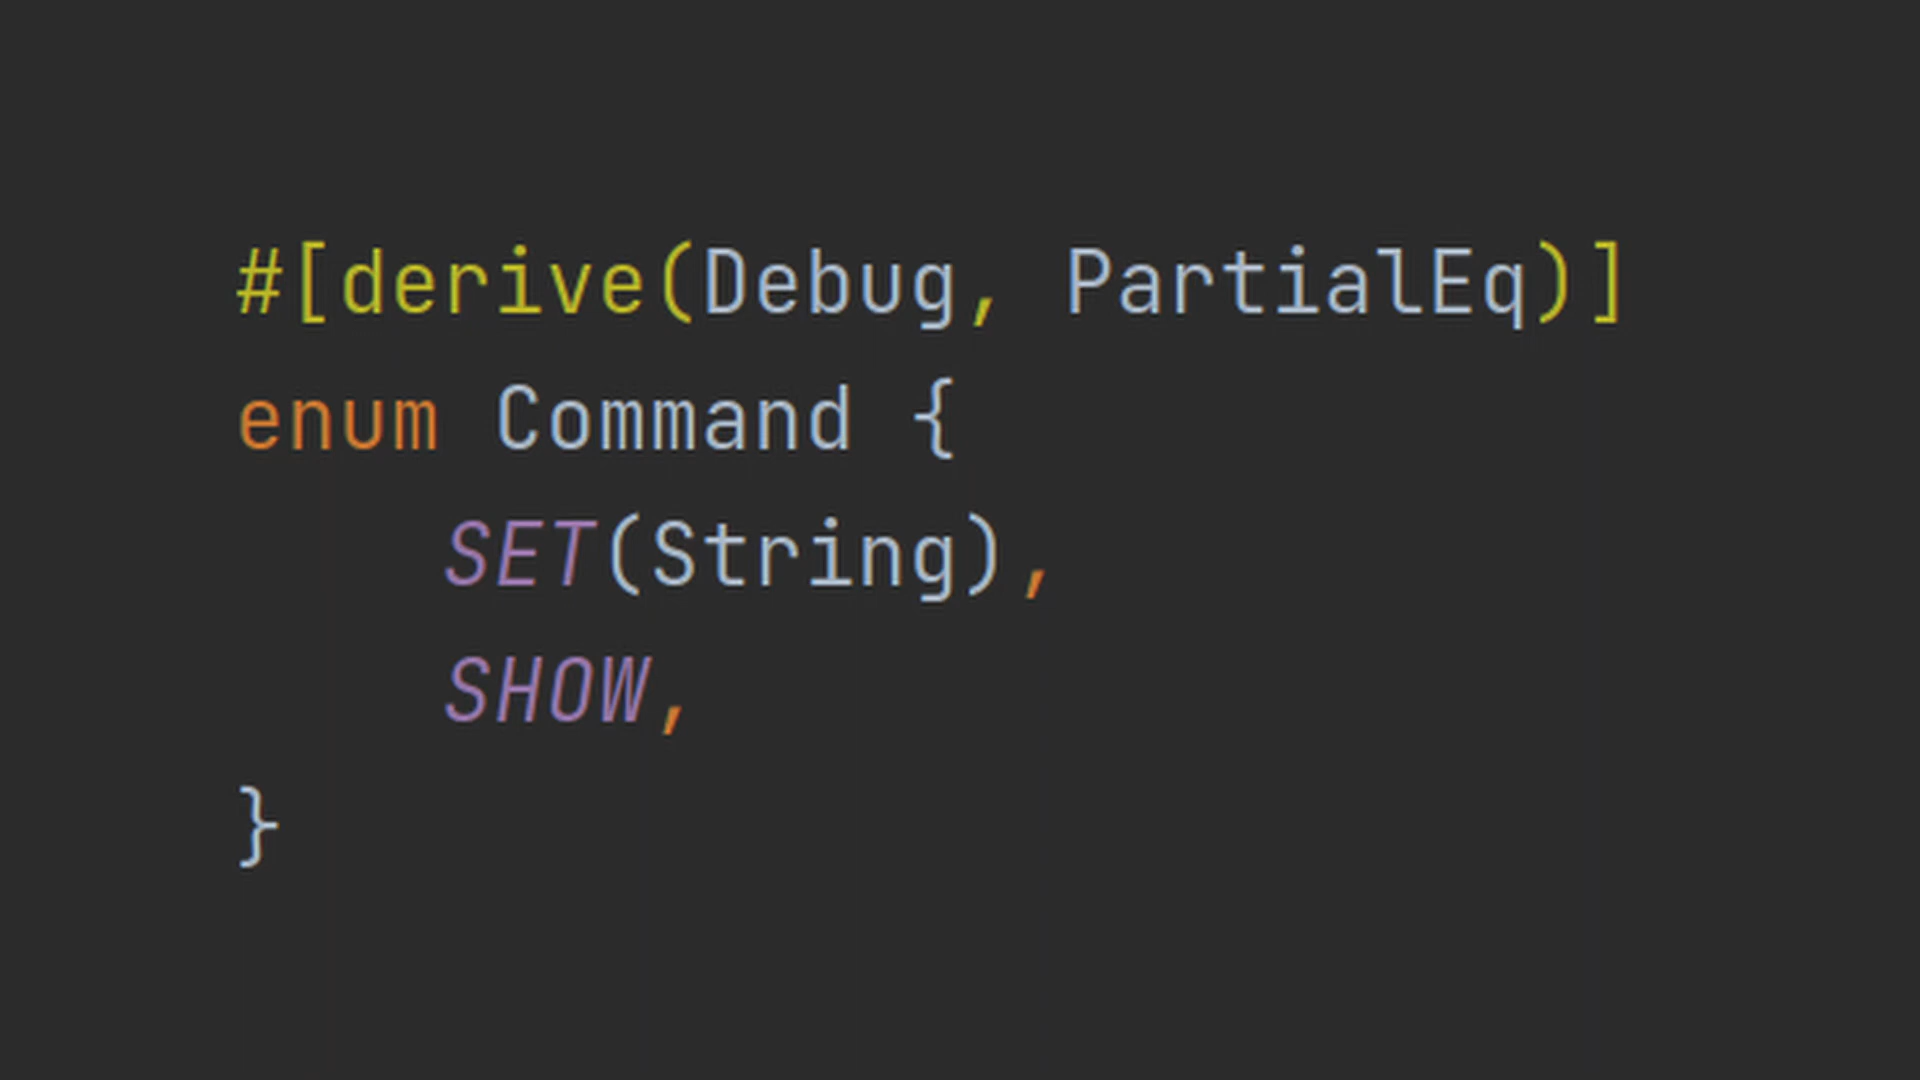 #[derive(Debug, PartialEq)]
enum Command {
    SET(String),
    SHOW,
}